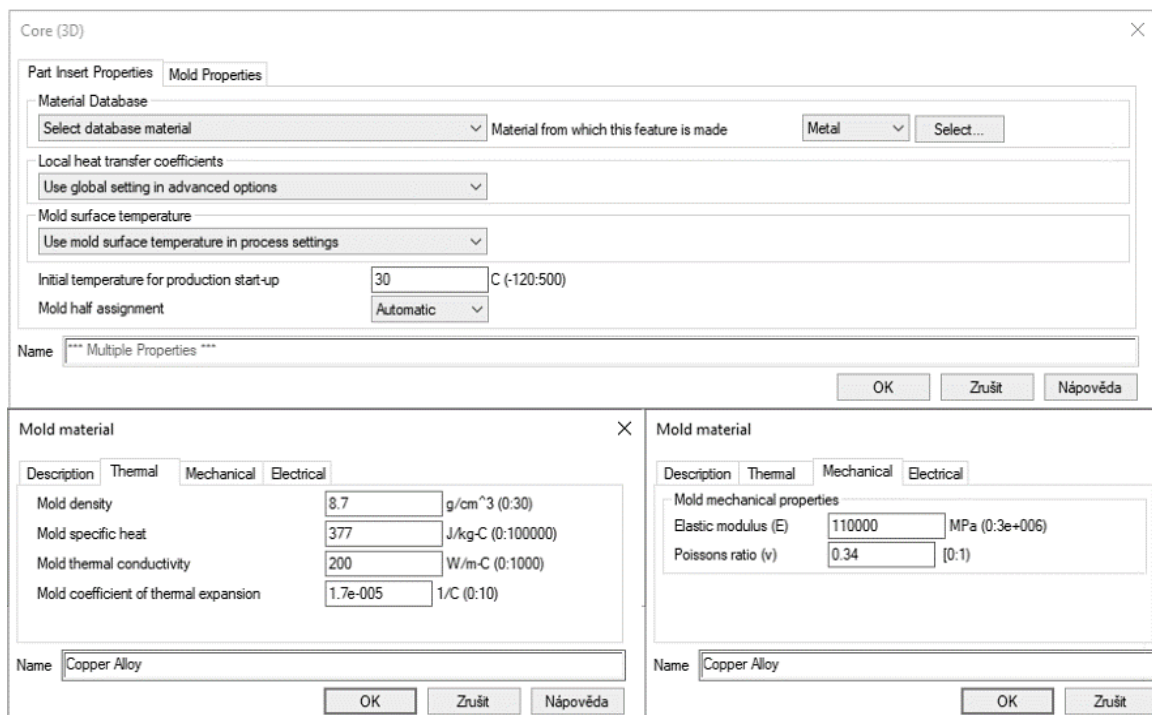 Core (3D)
Part Insert Properties Mold Properties
Material Database
Select database material Material from which this feature is made Metal Select...
Local heat transfer coefficients
Use global setting in advanced options
Mold surface temperature
Use mold surface temperature in process settings
Initial temperature for production start-up 30 C (-120:500)
Mold half assignment Automatic
Name *** Multiple Properties ***
OK Zrušit Nápověda
Mold material
Description Thermal Mechanical Electrical
Mold density 8.7 g/cm^3 (0:30)
Mold specific heat 377 J/kg-C (0:100000)
Mold thermal conductivity 200 W/m-C (0:1000)
Mold coefficient of thermal expansion 1.7e-005 1/C (0:10)
Name Copper Alloy
OK Zrušit Nápověda
Mold material
Description Thermal Mechanical Electrical
Mold mechanical properties
Elastic modulus (E) 110000 MPa (0:3e+006)
Poissons ratio (v) 0.34 [0:1)
Name Copper Alloy
OK Zrušit